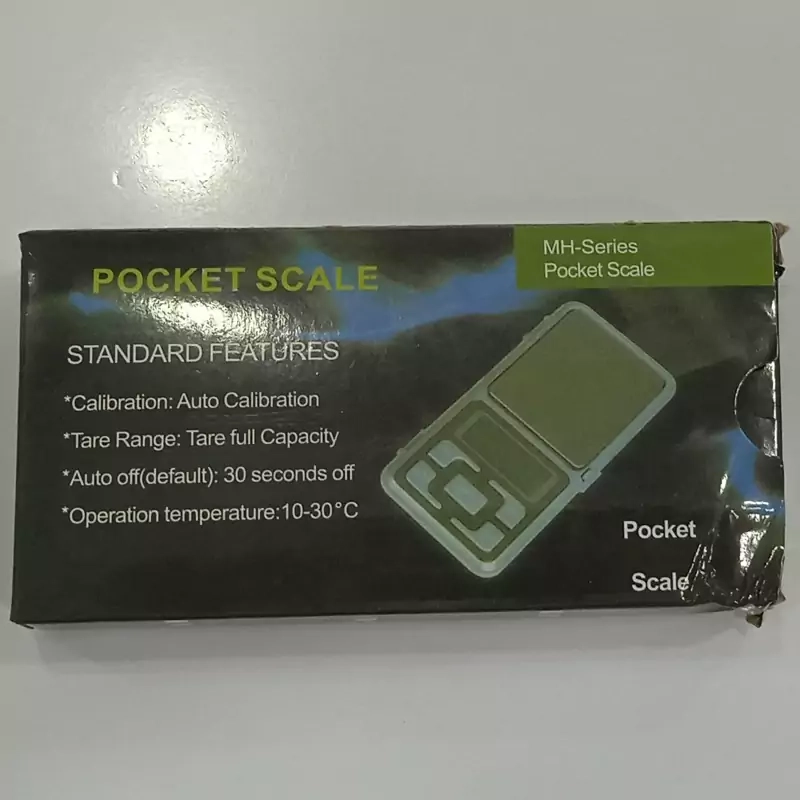 POCKET SCALE
MH-Series
Pocket Scale
STANDARD FEATURES
*Calibration: Auto Calibration
*Tare Range: Tare full Capacity
*Auto off(default): 30 seconds off
*Operation temperature:10-30°C
Pocket
Scale